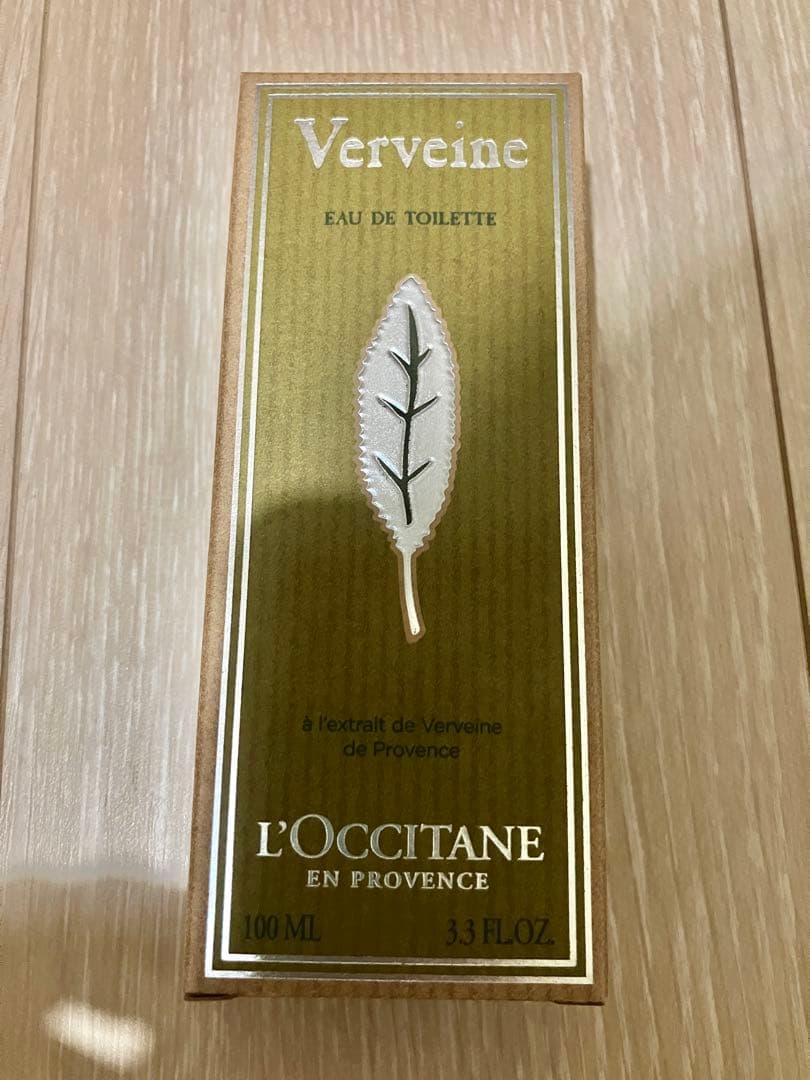 Verveine
EAU DE TOILETTE
à l'extrait de Verveine
de Provence
L'OCCITANE
EN PROVENCE
100 ML 3.3 FL.OZ.